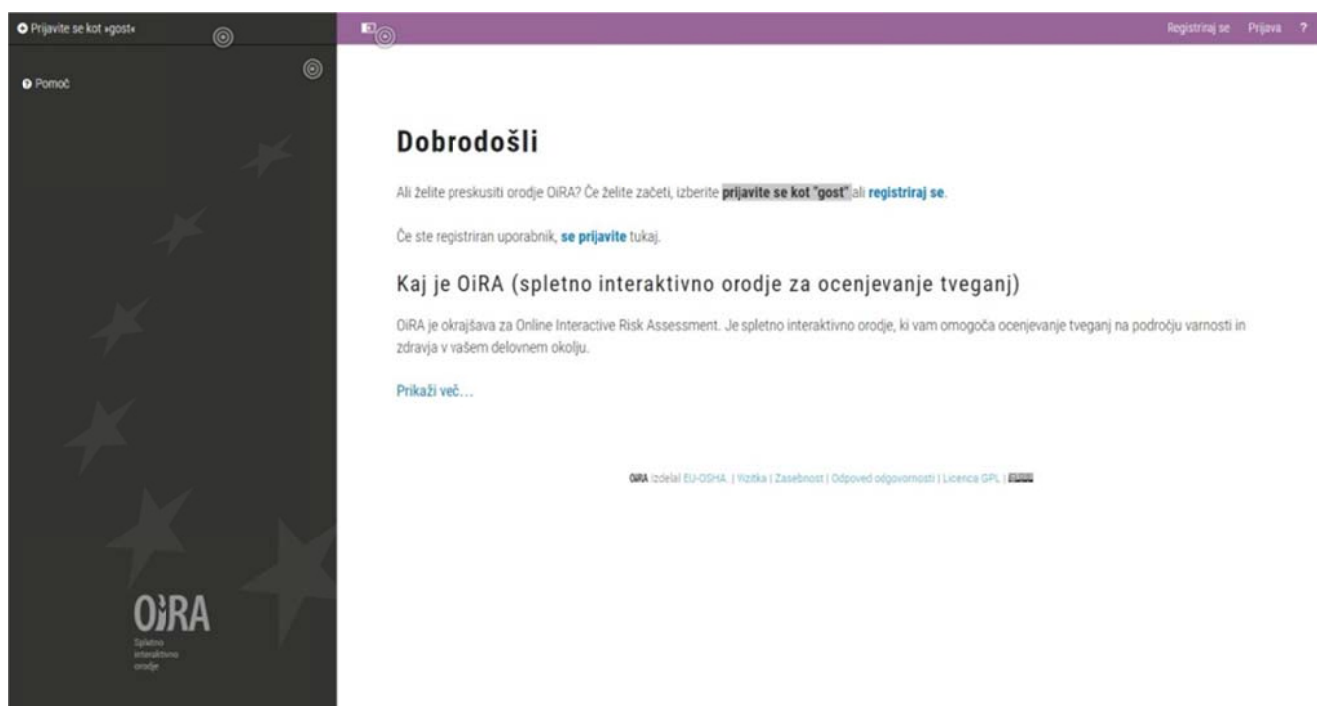 Prijavite se kot »gost«
Registriraj se Prijava ?
Pomoč
Dobrodošli
Ali želite preskusiti orodje OiRA? Če želite začeti, izberite prijavite se kot "gost" ali registriraj se.
Če ste registriran uporabnik, se prijavite tukaj.
Kaj je OiRA (spletno interaktivno orodje za ocenjevanje tveganj)
OiRA je okrajšava za Online Interactive Risk Assessment. Je spletno interaktivno orodje, ki vam omogoča ocenjevanje tveganj na področju varnosti in
zdravja v vašem delovnem okolju.
Prikaži več...
OiRA izdelal EU-OSHA. | Vizitka | Zasebnost | Odpoved odgovornosti | Licenca GPL |
OiRA
Spletno
interaktivno
orodje